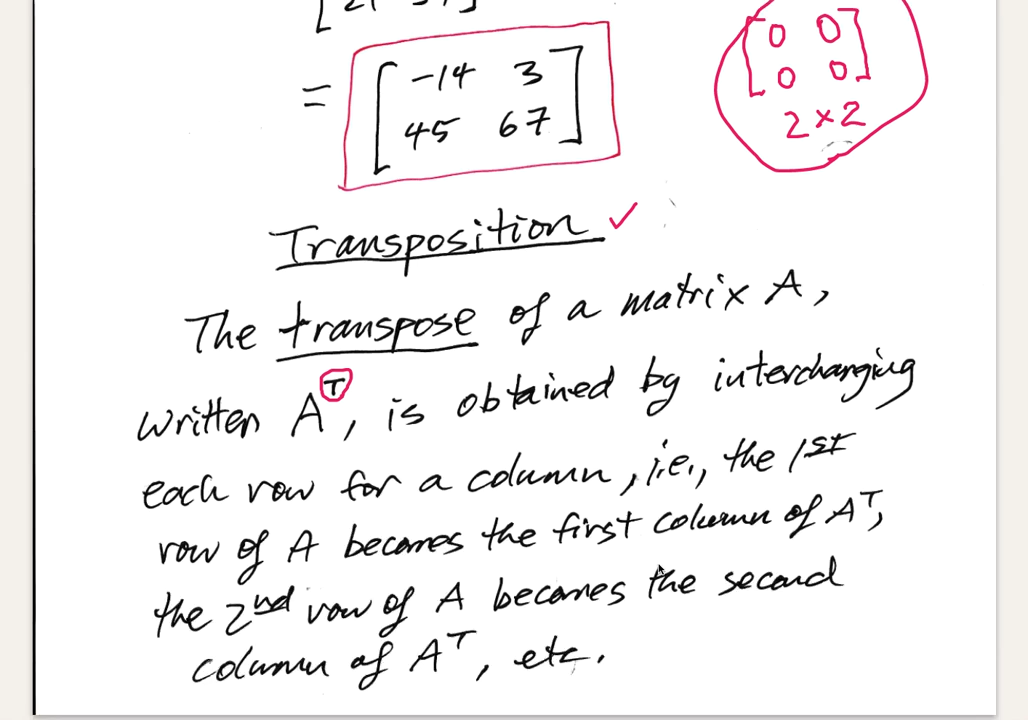 = [ -14 3
45 67 ]
[ 0 0
0 0 ]
2 × 2
Transposition ✓
The transpose of a matrix A,
written Aᵀ, is obtained by interchanging
each row for a column, i.e., the 1st
row of A becomes the first column of Aᵀ,
the 2nd row of A becomes the second
column of Aᵀ, etc.